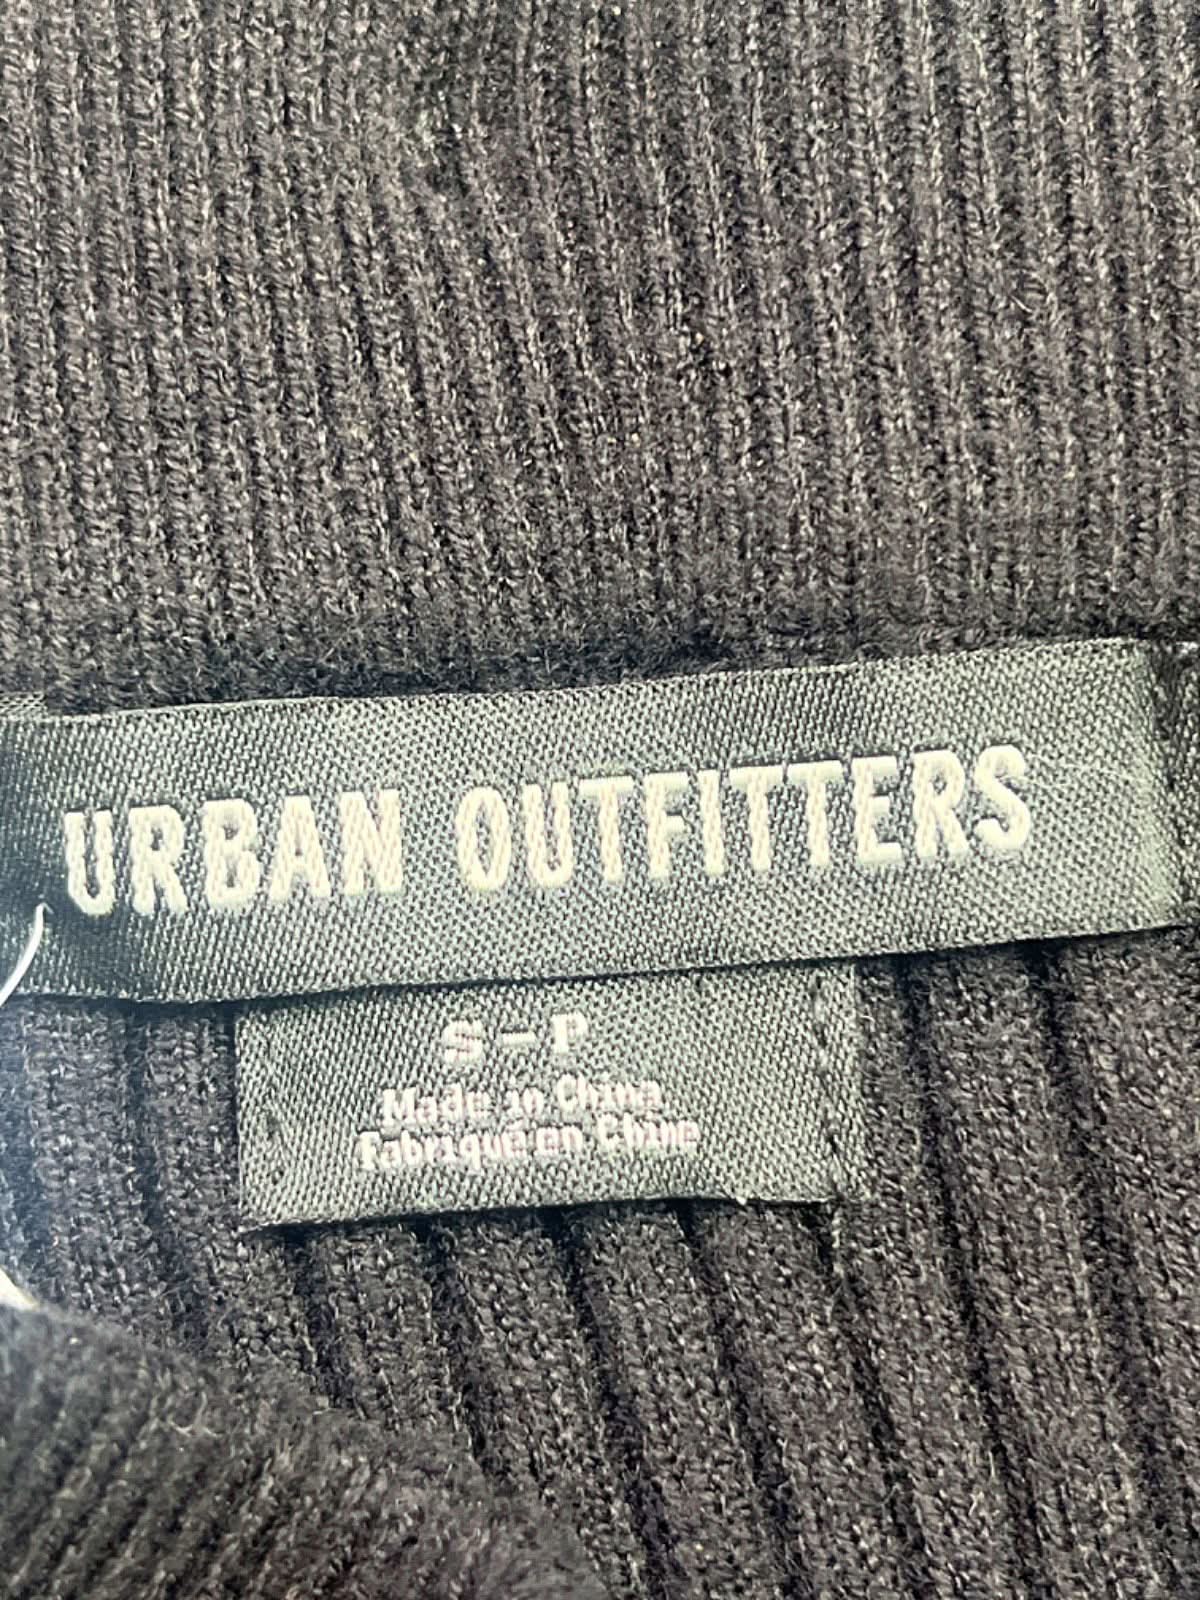 URBAN OUTFITTERS
S - P
Made in China
Fabriqué en Chine